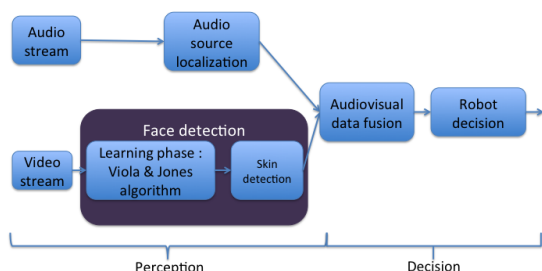 Audio
stream
Audio
source
localization
Audiovisual
data fusion
Robot
decision
Face detection
Learning phase :
Viola & Jones
algorithm
Skin
detection
Video
stream
Perception
Decision